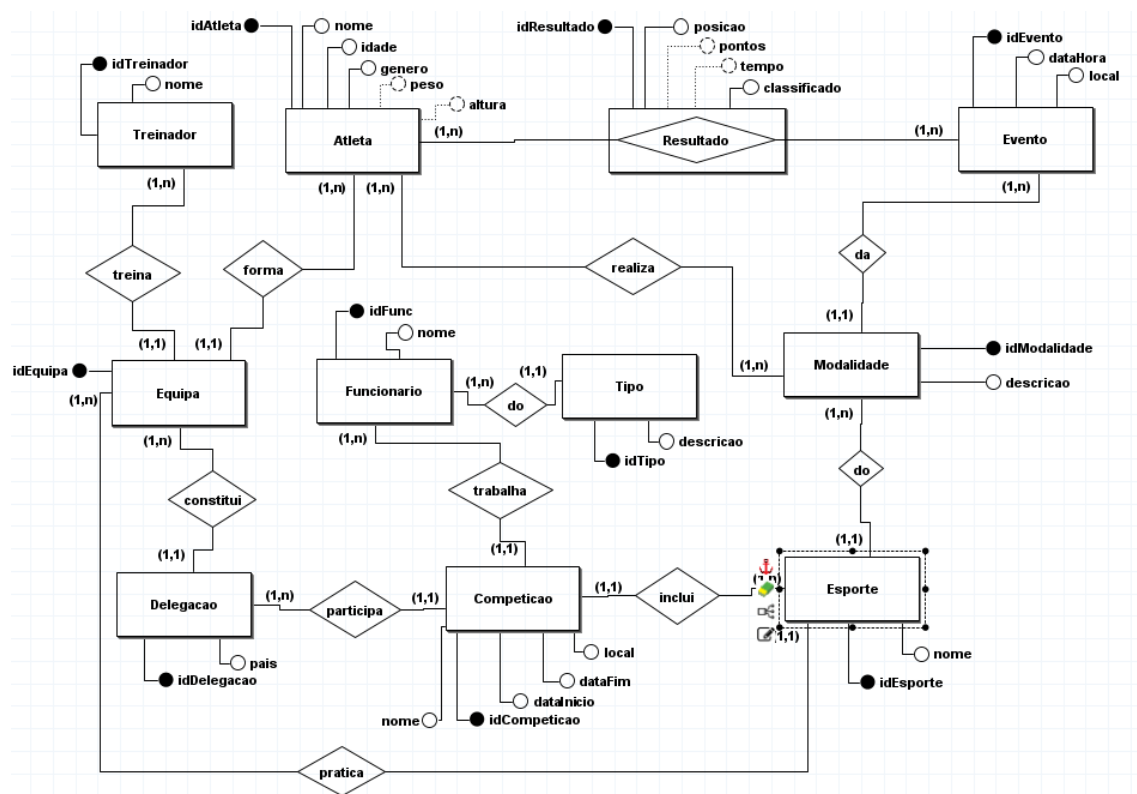 idAtleta
nome
idade
genero
peso
altura
idResultado
posicao
pontos
tempo
classificado
idEvento
dataHora
local
idTreinador
nome
Treinador
Atleta
(1,n)
Resultado
(1,n)
Evento
(1,n)
(1,n)
(1,n)
(1,n)
treina
forma
realiza
da
(1,1)
(1,1)
idEquipa
(1,n)
Equipa
idFunc
nome
Funcionario
(1,n)
do
(1,1)
Tipo
descricao
idTipo
(1,1)
(1,n)
Modalidade
idModalidade
descricao
(1,n)
(1,n)
(1,n)
constitui
trabalha
do
(1,1)
(1,1)
(1,1)
Delegacao
(1,n)
participa
(1,1)
Competicao
(1,1)
inclui
Esporte
1,1)
pais
idDelegacao
local
dataFim
dataInicio
nome
idCompeticao
nome
idEsporte
pratica